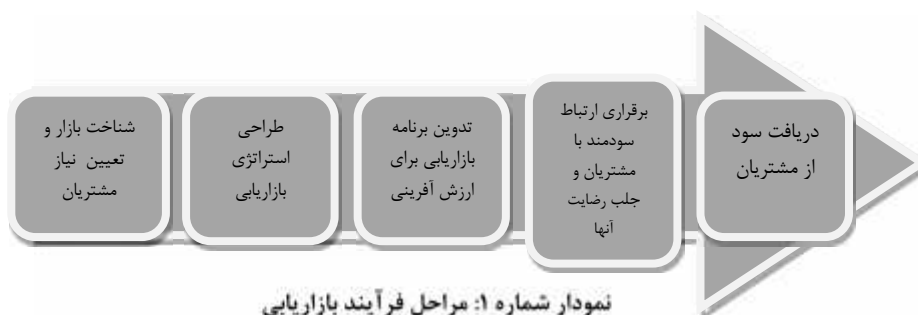 شناخت بازار و
تعیین نیاز
مشتریان
طراحی
استراتژی
بازاریابی
تدوین برنامه
بازاریابی برای
ارزش آفرینی
برقراری ارتباط
سودمند با
مشتریان و
جلب رضایت
آنها
دریافت سود
از مشتریان
نمودار شماره ۱: مراحل فرآیند بازاریابی